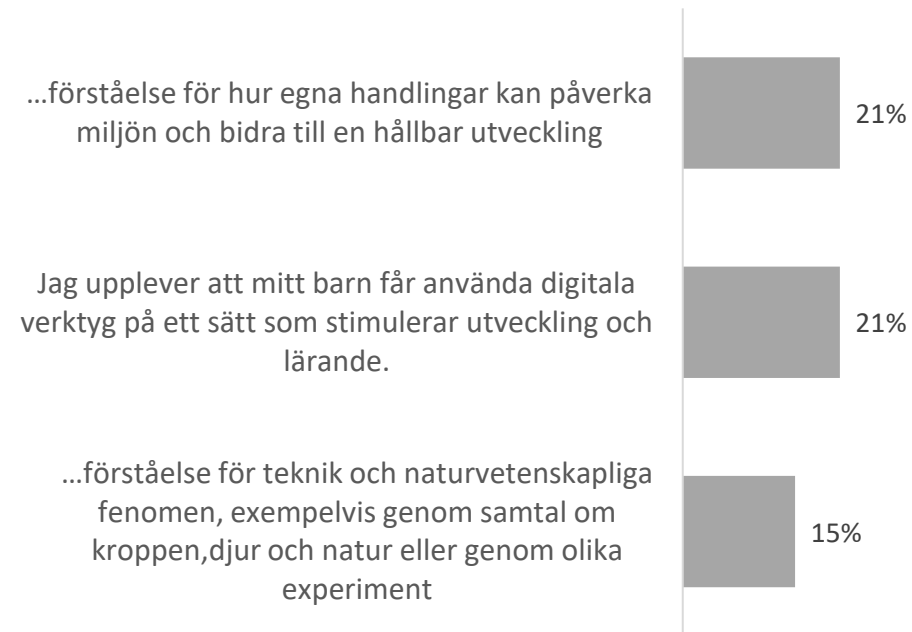 ...förståelse för hur egna handlingar kan påverka
miljön och bidra till en hållbar utveckling
21%
Jag upplever att mitt barn får använda digitala
verktyg på ett sätt som stimulerar utveckling och
lärande.
21%
...förståelse för teknik och naturvetenskapliga
fenomen, exempelvis genom samtal om
kroppen,djur och natur eller genom olika
experiment
15%